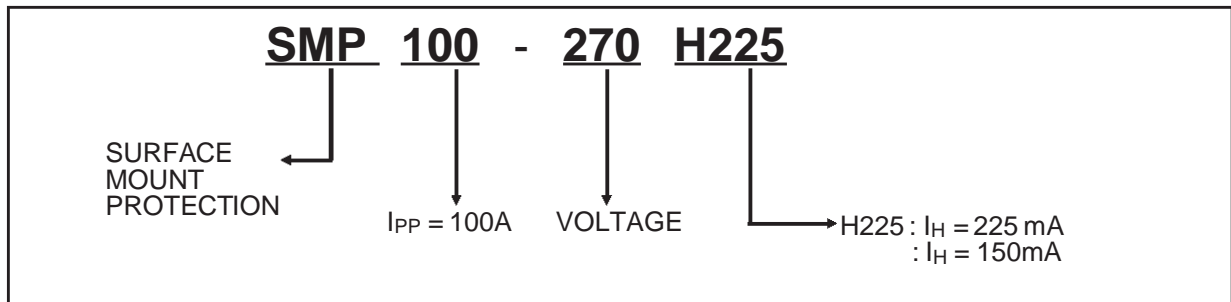 SMP 100 - 270 H225
SURFACE
MOUNT
PROTECTION
IPP = 100A
VOLTAGE
H225 : IH = 225 mA
: IH = 150mA